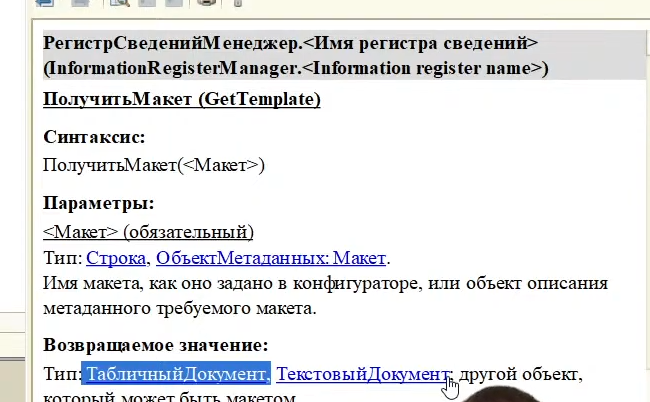 РегистрСведенийМенеджер.<Имя регистра сведений>
(InformationRegisterManager.<Information register name>)
ПолучитьМакет (GetTemplate)
Синтаксис:
ПолучитьМакет(<Макет>)
Параметры:
<Макет> (обязательный)
Тип: Строка, ОбъектМетаданных: Макет.
Имя макета, как оно задано в конфигураторе, или объект описания
метаданного требуемого макета.
Возвращаемое значение:
Тип: ТабличныйДокумент, ТекстовыйДокумент; другой объект,
который может быть макетом